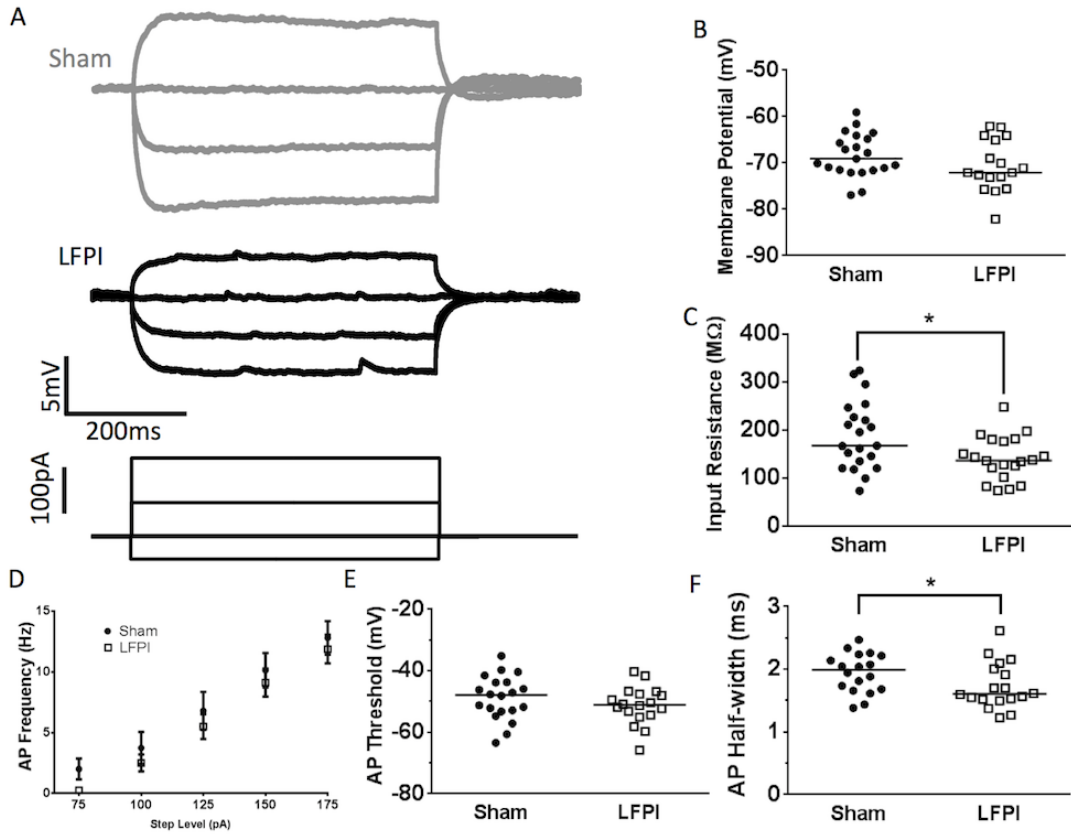 A
Sham
LFPI
5mV
200ms
100pA
B
Membrane Potential (mV)
-50
-60
-70
-80
-90
Sham LFPI
C
Input Resistance (MΩ)
400
300
200
100
0
*
Sham LFPI
D
AP Frequency (Hz)
15
10
5
0
Sham
LFPI
75 100 125 150 175
Step Level (pA)
E
AP Threshold (mV)
-20
-40
-60
-80
Sham LFPI
F
AP Half-width (ms)
3
2
1
0
*
Sham LFPI